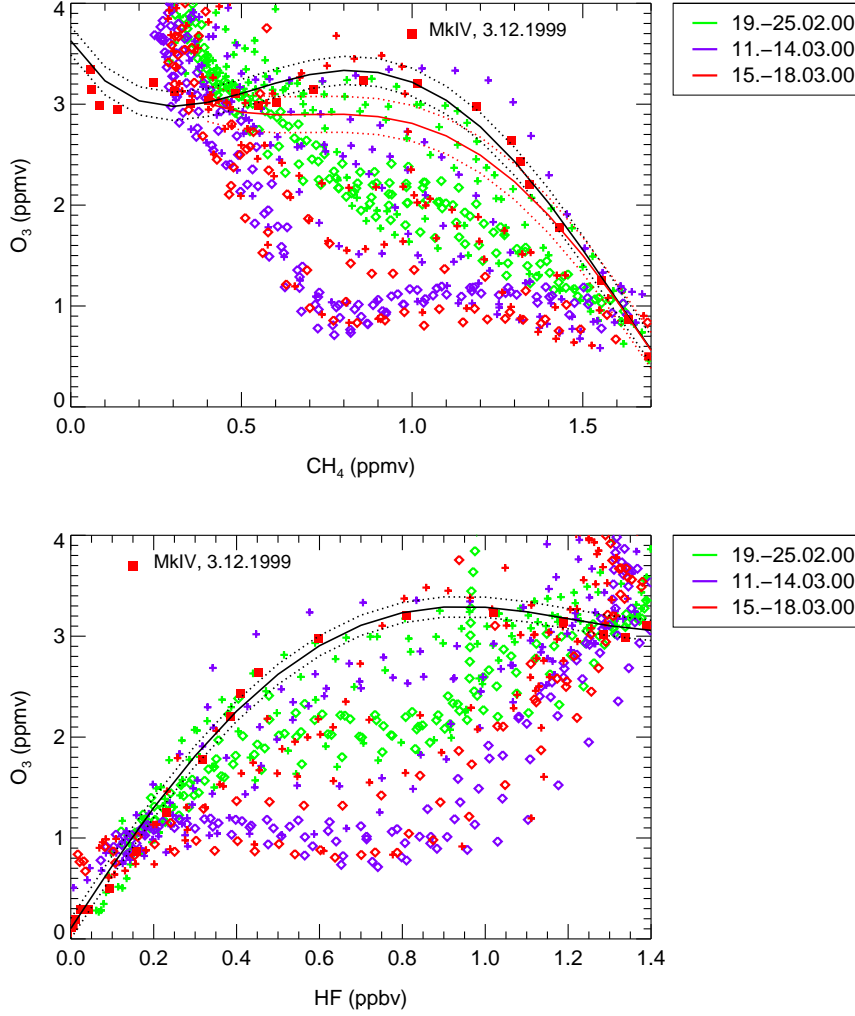 4
MkIV, 3.12.1999
19.–25.02.00
11.–14.03.00
15.–18.03.00
3
O3 (ppmv)
2
1
0
0.0 0.5 1.0 1.5
CH4 (ppmv)
4
MkIV, 3.12.1999
19.–25.02.00
11.–14.03.00
15.–18.03.00
3
O3 (ppmv)
2
1
0
0.0 0.2 0.4 0.6 0.8 1.0 1.2 1.4
HF (ppbv)